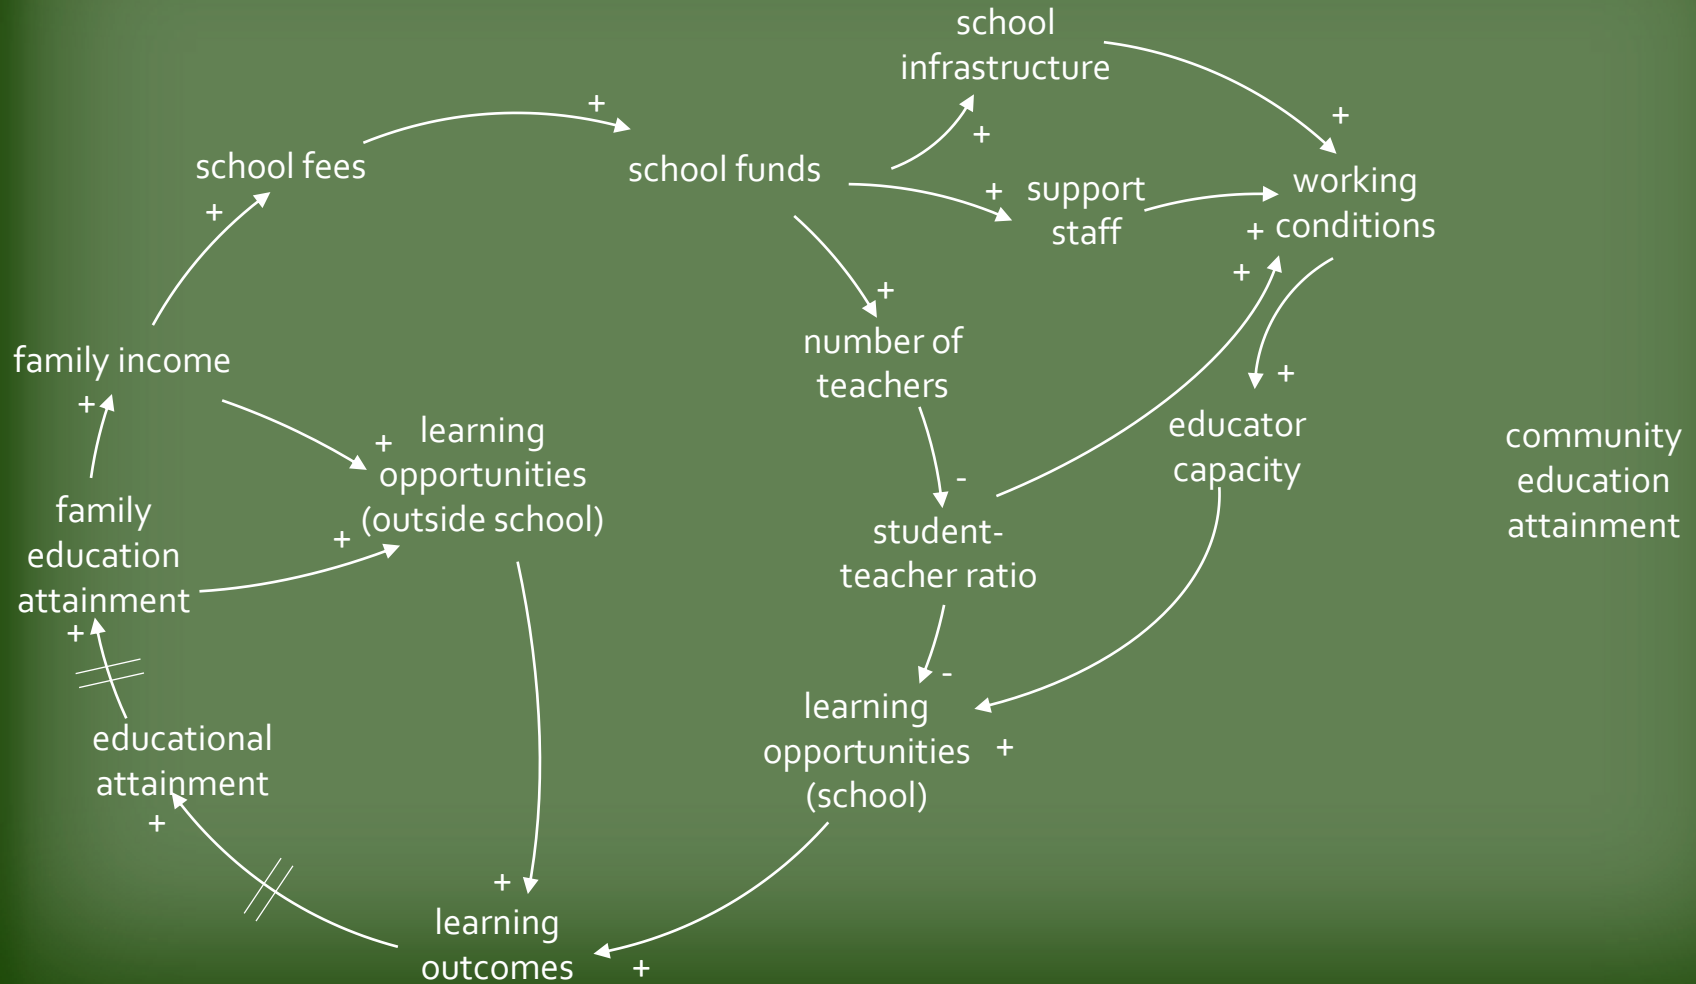 school
infrastructure
+
+
+
school fees
school funds
+
+
support
staff
+
working
conditions
+
+
+
number of
teachers
family income
+
+
+
learning
opportunities
(outside school)
educator
capacity
community
education
attainment
-
family
education
attainment
+
+
student-
teacher ratio
-
learning
opportunities
(school)
+
educational
attainment
+
+
learning
outcomes
+